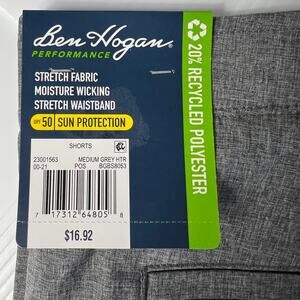 Ben Hogan®
PERFORMANCE
STRETCH FABRIC
MOISTURE WICKING
STRETCH WAISTBAND
UPF 50 SUN PROTECTION
20% RECYCLED POLYESTER
SHORTS
23001563 MEDIUM GREY HTR
00-21 POS BGBS8053
7 17312 64805 8
$16.92